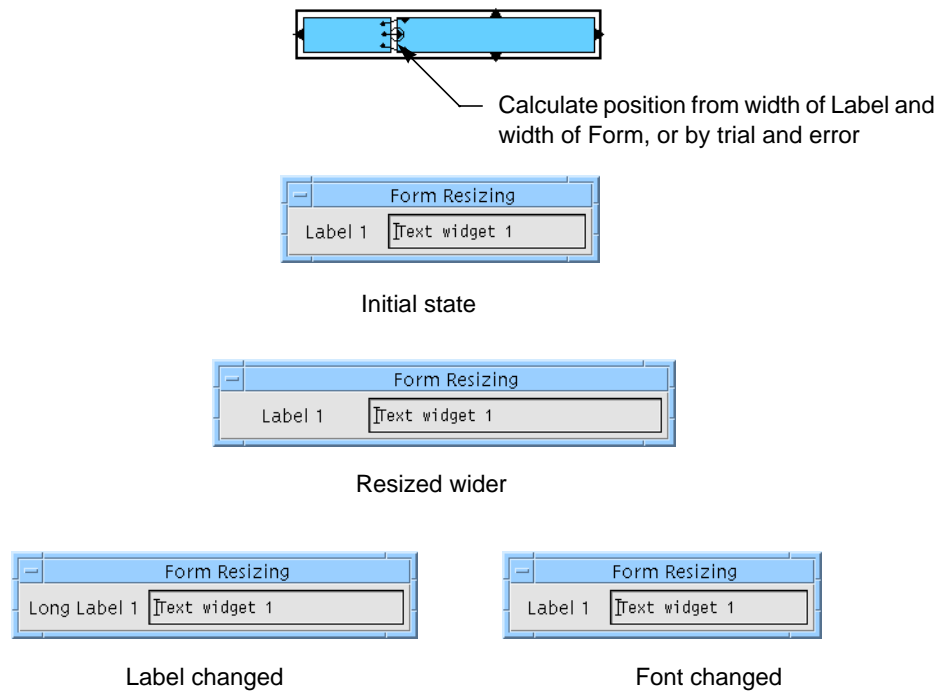 Calculate position from width of Label and
width of Form, or by trial and error
Form Resizing
Label 1 Text widget 1
Initial state
Form Resizing
Label 1 Text widget 1
Resized wider
Form Resizing
Long Label 1 Text widget 1
Label changed
Form Resizing
Label 1 Text widget 1
Font changed